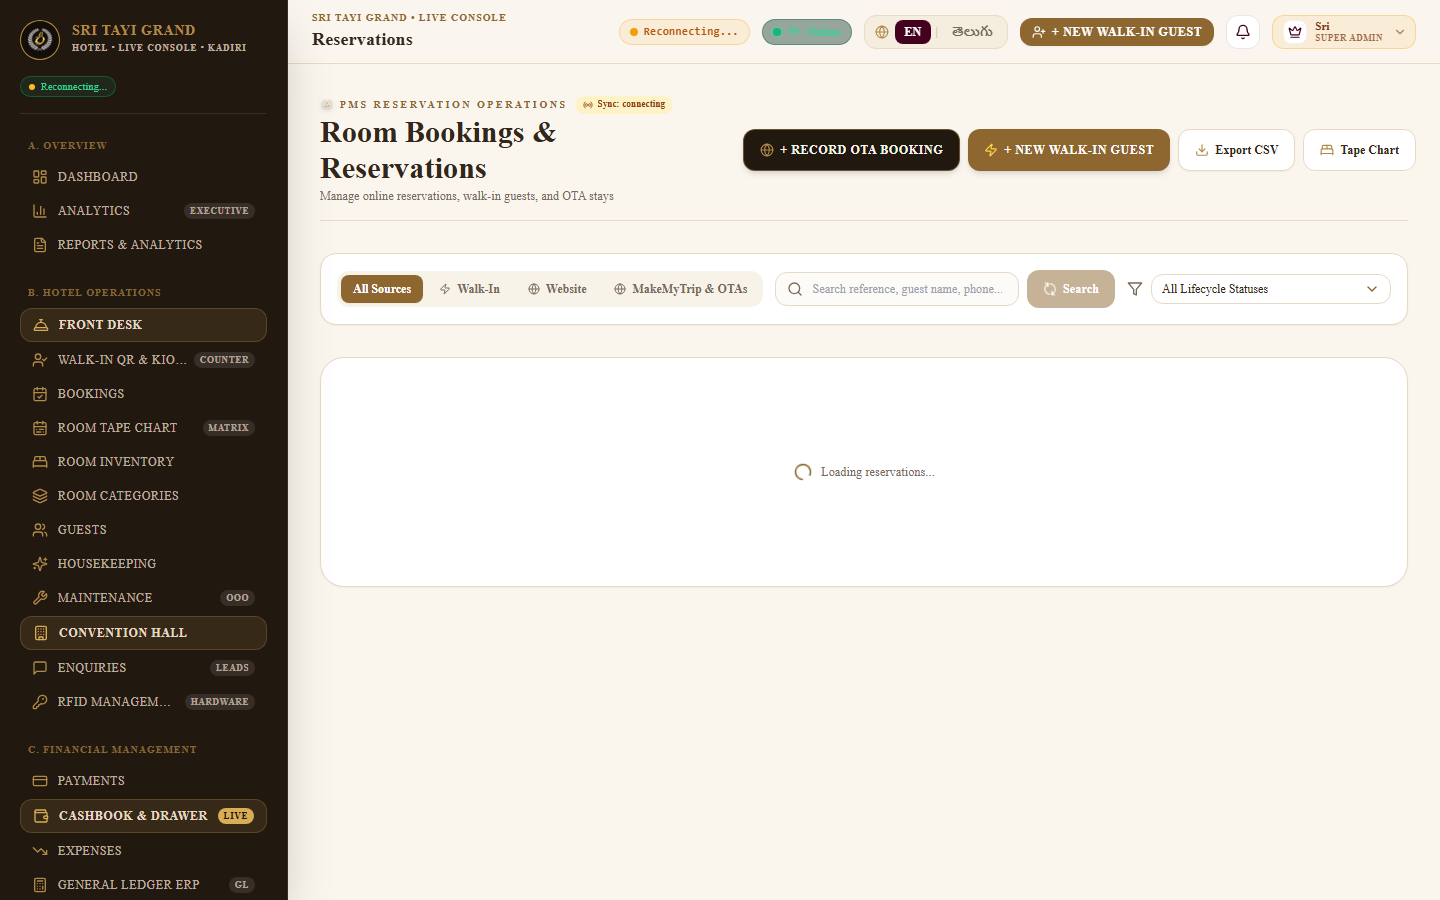 SRI TAYI GRAND
HOTEL • LIVE CONSOLE • KADIRI
Reconnecting...
A. OVERVIEW
DASHBOARD
ANALYTICS
EXECUTIVE
REPORTS & ANALYTICS
B. HOTEL OPERATIONS
FRONT DESK
WALK-IN QR & KIO...
COUNTER
BOOKINGS
ROOM TAPE CHART
MATRIX
ROOM INVENTORY
ROOM CATEGORIES
GUESTS
HOUSEKEEPING
MAINTENANCE
OOO
CONVENTION HALL
ENQUIRIES
LEADS
RFID MANAGEM...
HARDWARE
C. FINANCIAL MANAGEMENT
PAYMENTS
CASHBOOK & DRAWER
LIVE
EXPENSES
GENERAL LEDGER ERP
GL
SRI TAYI GRAND • LIVE CONSOLE
Reservations
Reconnecting...
EN
తెలుగు
+ NEW WALK-IN GUEST
Sri
SUPER ADMIN
PMS RESERVATION OPERATIONS
Sync: connecting
Room Bookings &
Reservations
Manage online reservations, walk-in guests, and OTA stays
+ RECORD OTA BOOKING
+ NEW WALK-IN GUEST
Export CSV
Tape Chart
All Sources
Walk-In
Website
MakeMyTrip & OTAs
Search reference, guest name, phone...
Search
All Lifecycle Statuses
Loading reservations...